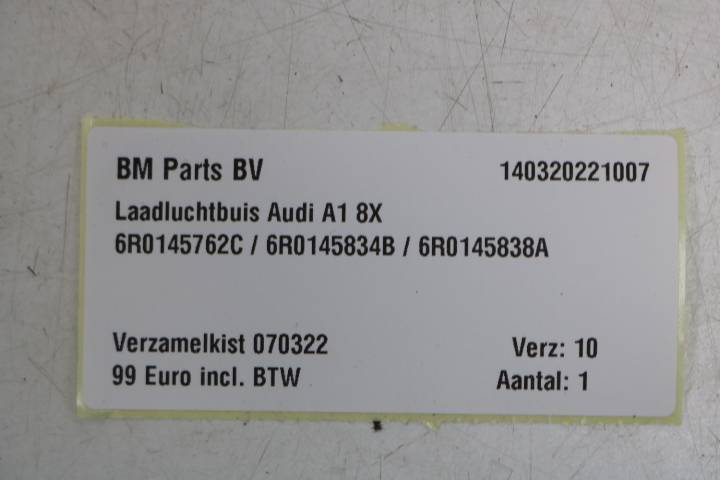 BM Parts BV 140320221007
Laadluchtbuis Audi A1 8X
6R0145762C / 6R0145834B / 6R0145838A
Verzamelkist 070322 Verz: 10
99 Euro incl. BTW Aantal: 1